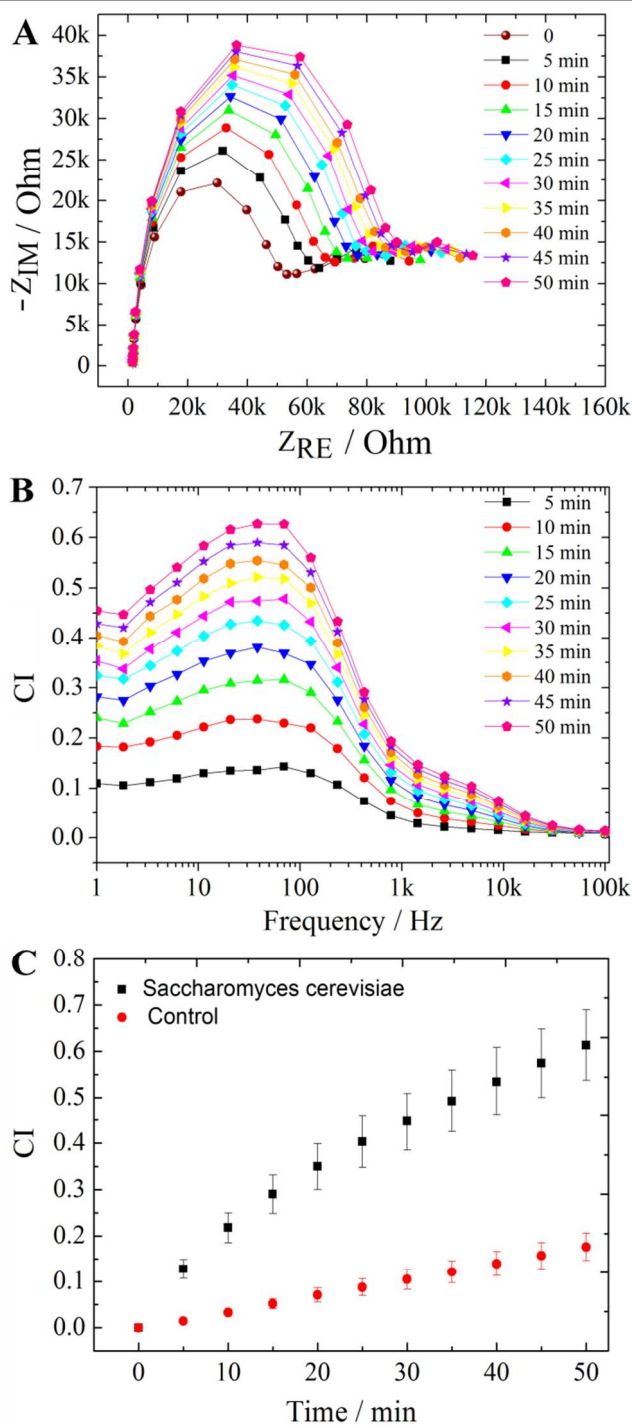 A
40k
35k
30k
25k
20k
15k
10k
5k
0
-ZIM / Ohm
0
5 min
10 min
15 min
20 min
25 min
30 min
35 min
40 min
45 min
50 min
0 20k 40k 60k 80k 100k 120k 140k 160k
ZRE / Ohm
B
0.7
0.6
0.5
0.4
0.3
0.2
0.1
0.0
CI
5 min
10 min
15 min
20 min
25 min
30 min
35 min
40 min
45 min
50 min
1 10 100 1k 10k 100k
Frequency / Hz
C
0.8
0.7
0.6
0.5
0.4
0.3
0.2
0.1
0.0
CI
Saccharomyces cerevisiae
Control
0 10 20 30 40 50
Time / min